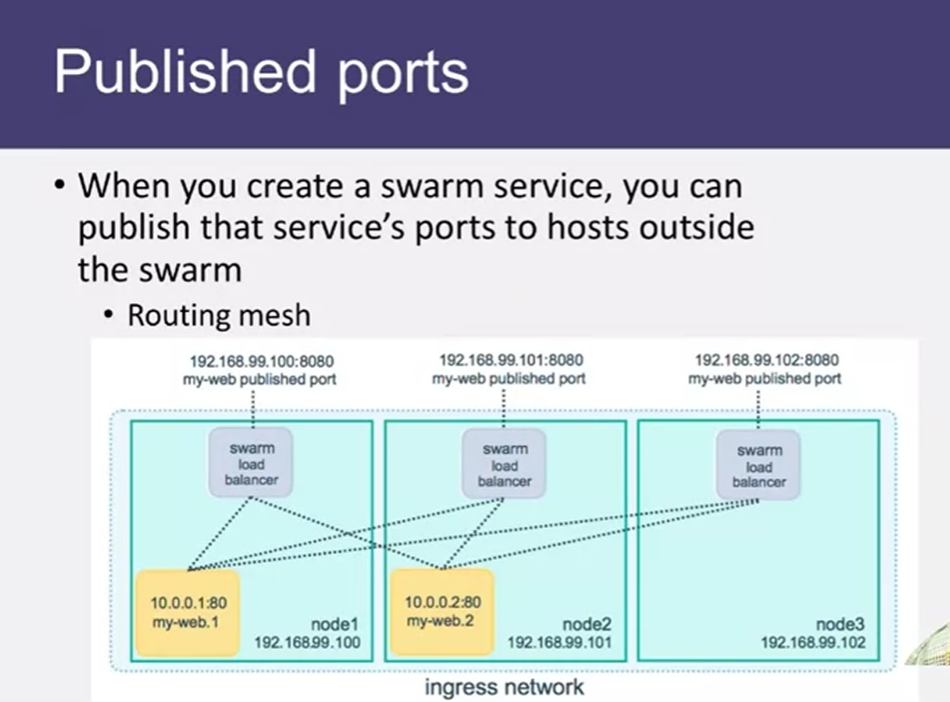 Published ports
• When you create a swarm service, you can
publish that service's ports to hosts outside
the swarm
• Routing mesh
192.168.99.100:8080
my-web published port
192.168.99.101:8080
my-web published port
192.168.99.102:8080
my-web published port
swarm
load
balancer
swarm
load
balancer
swarm
load
balancer
10.0.0.1:80
my-web.1
node1
192.168.99.100
10.0.0.2:80
my-web.2
node2
192.168.99.101
node3
192.168.99.102
ingress network